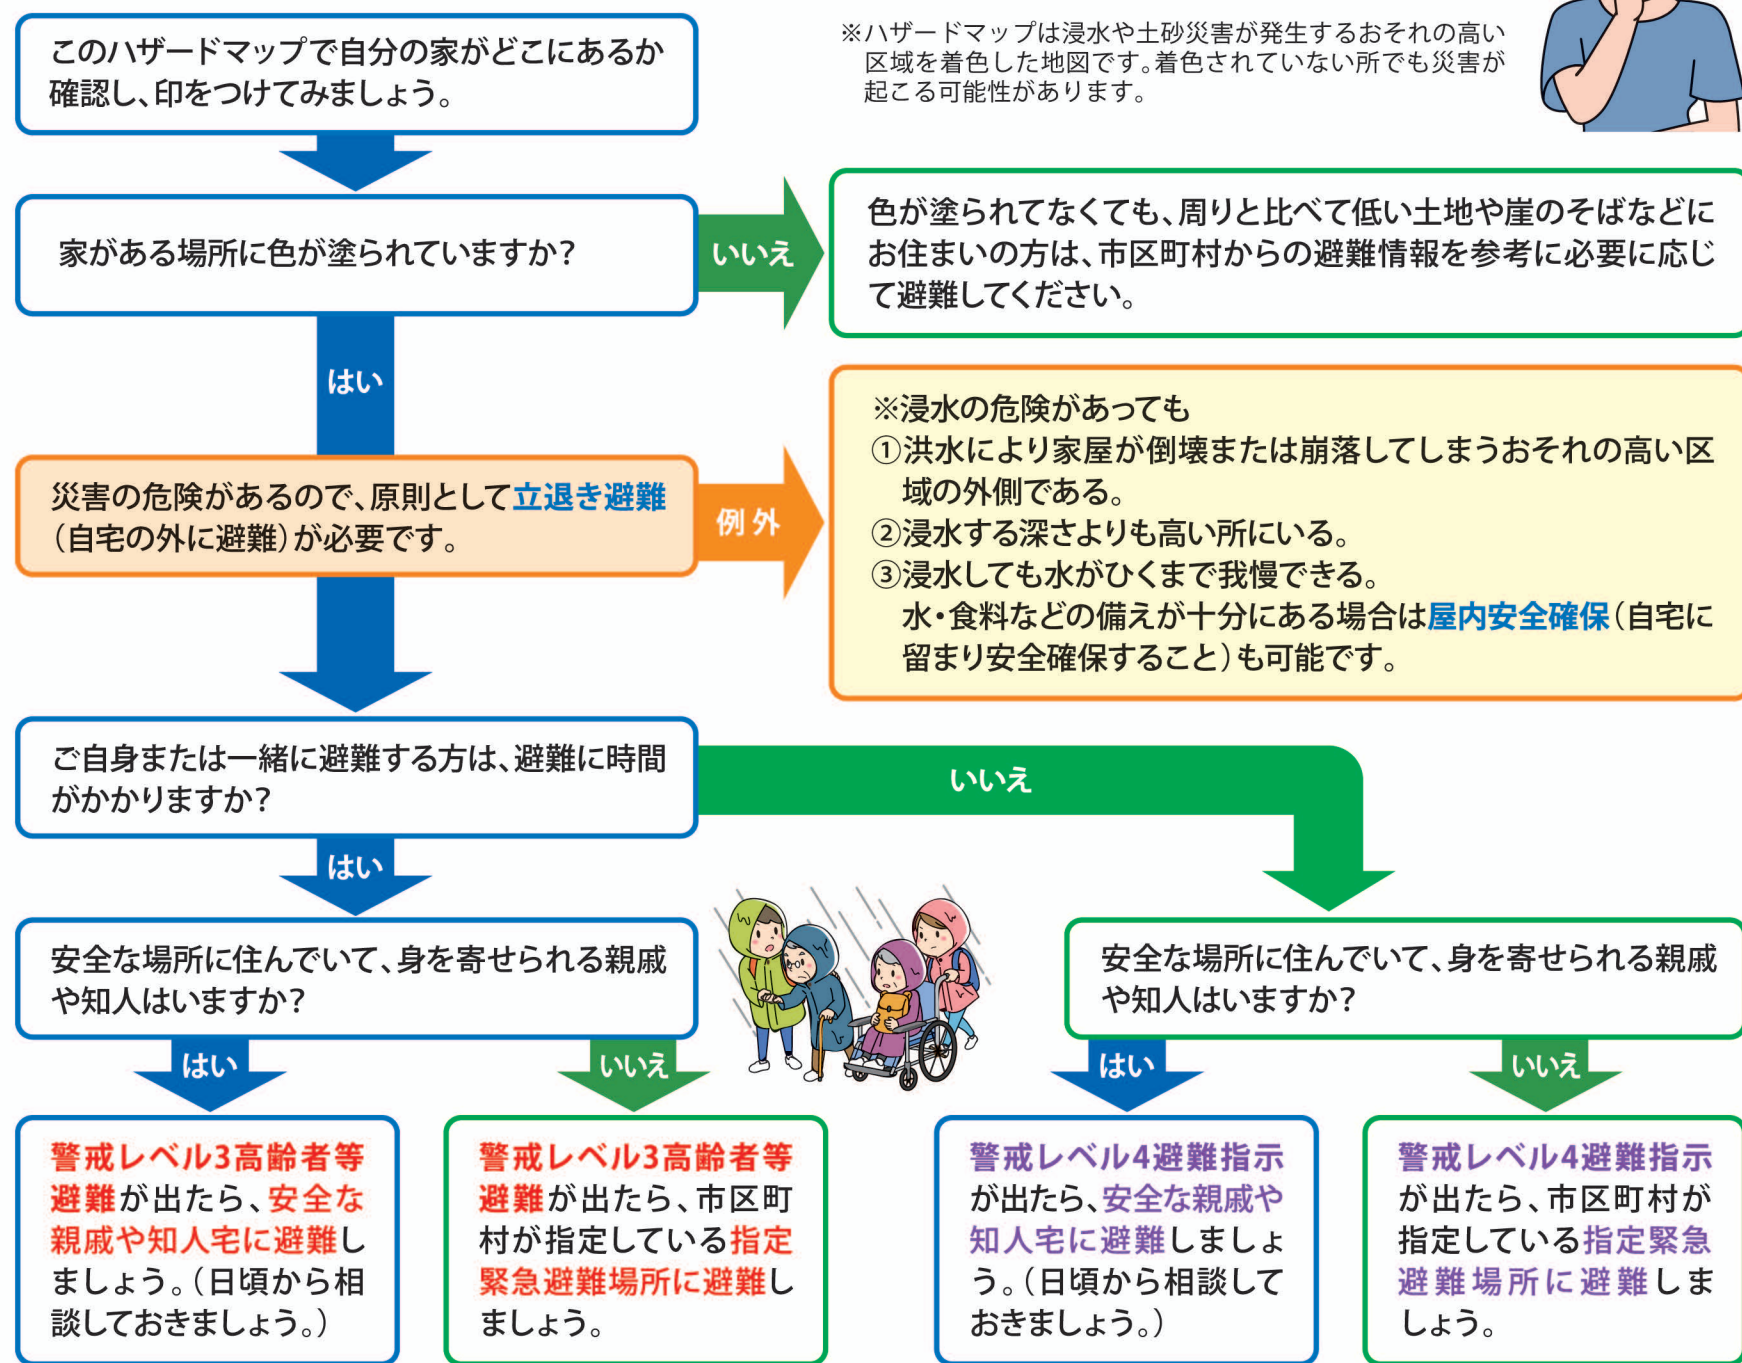 このハザードマップで自分の家がどこにあるか
確認し、印をつけてみましょう。
※ハザードマップは浸水や土砂災害が発生するおそれの高い
区域を着色した地図です。着色されていない所でも災害が
起こる可能性があります。
家がある場所に色が塗られていますか？
いいえ
色が塗られてなくても、周りと比べて低い土地や崖のそばなどに
お住まいの方は、市区町村からの避難情報を参考に必要に応じ
て避難してください。
はい
災害の危険があるので、原則として立退き避難
（自宅の外に避難）が必要です。
例外
※浸水の危険があっても
①洪水により家屋が倒壊または崩落してしまうおそれの高い区
域の外側である。
②浸水する深さよりも高い所にいる。
③浸水しても水がひくまで我慢できる。
水・食料などの備えが十分にある場合は屋内安全確保（自宅に
留まり安全確保すること）も可能です。
ご自身または一緒に避難する方は、避難に時間
がかかりますか？
いいえ
はい
安全な場所に住んでいて、身を寄せられる親戚
や知人はいますか？
安全な場所に住んでいて、身を寄せられる親戚
や知人はいますか？
はい
いいえ
はい
いいえ
警戒レベル3高齢者等
避難が出たら、安全な
親戚や知人宅に避難し
ましょう。（日頃から相
談しておきましょう。）
警戒レベル3高齢者等
避難が出たら、市区町
村が指定している指定
緊急避難場所に避難し
ましょう。
警戒レベル4避難指示
が出たら、安全な親戚や
知人宅に避難しましょ
う。（日頃から相談して
おきましょう。）
警戒レベル4避難指示
が出たら、市区町村が
指定している指定緊急
避難場所に避難しま
しょう。